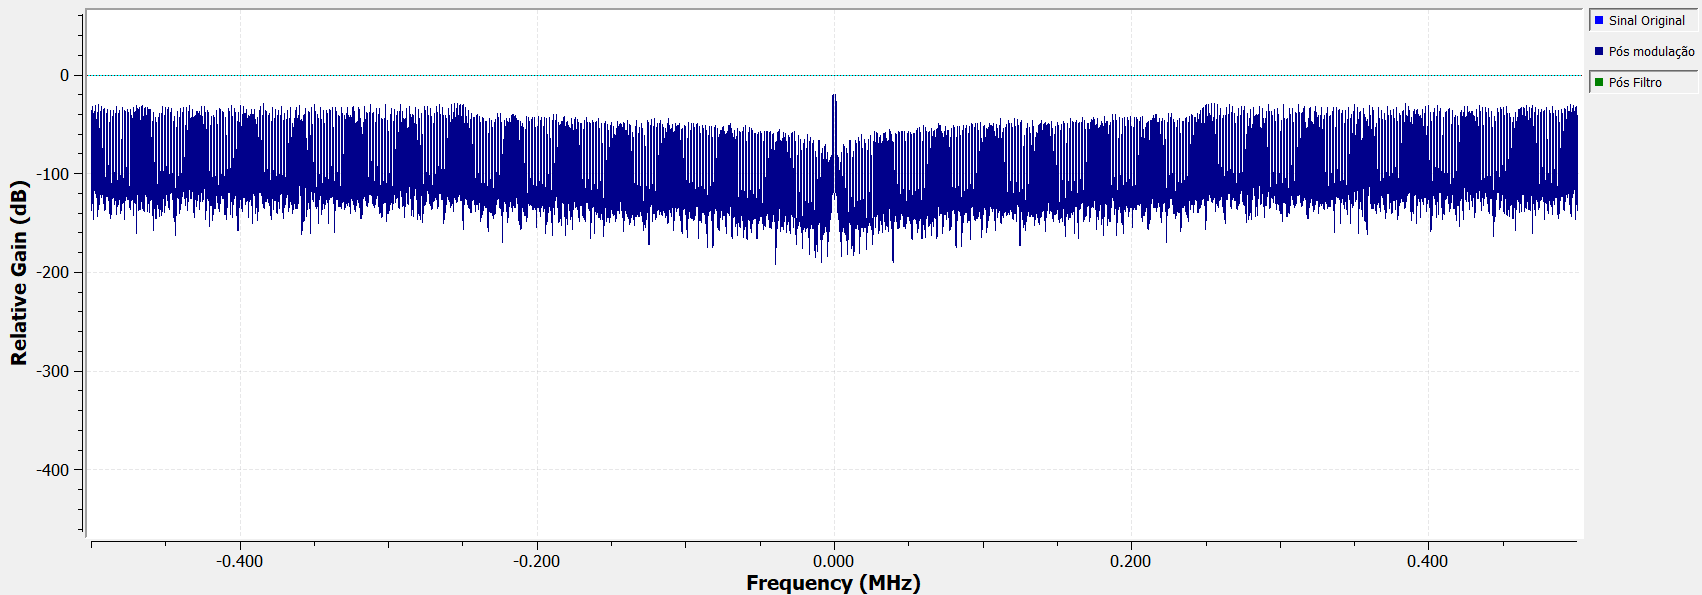 Sinal Original
Pós modulação
Pós Filtro
Relative Gain (dB)
0
-100
-200
-300
-400
-0.400
-0.200
0.000
0.200
0.400
Frequency (MHz)